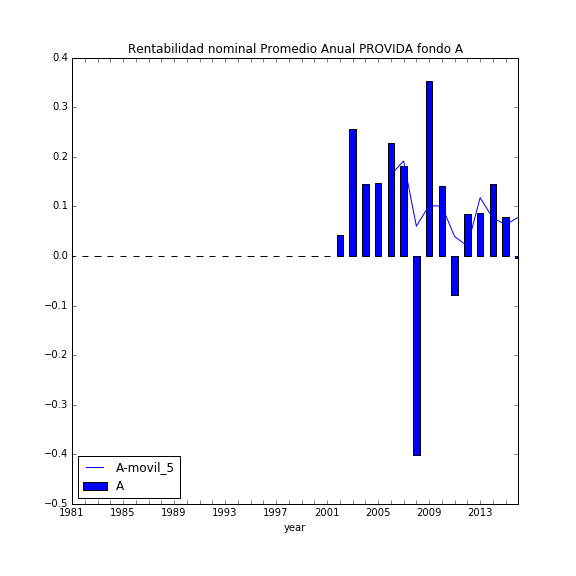 Rentabilidad nominal Promedio Anual PROVIDA fondo A
0.4
0.3
0.2
0.1
0.0
−0.1
−0.2
−0.3
−0.4
−0.5
A-movil_5
A
1981 1985 1989 1993 1997 2001 2005 2009 2013
year